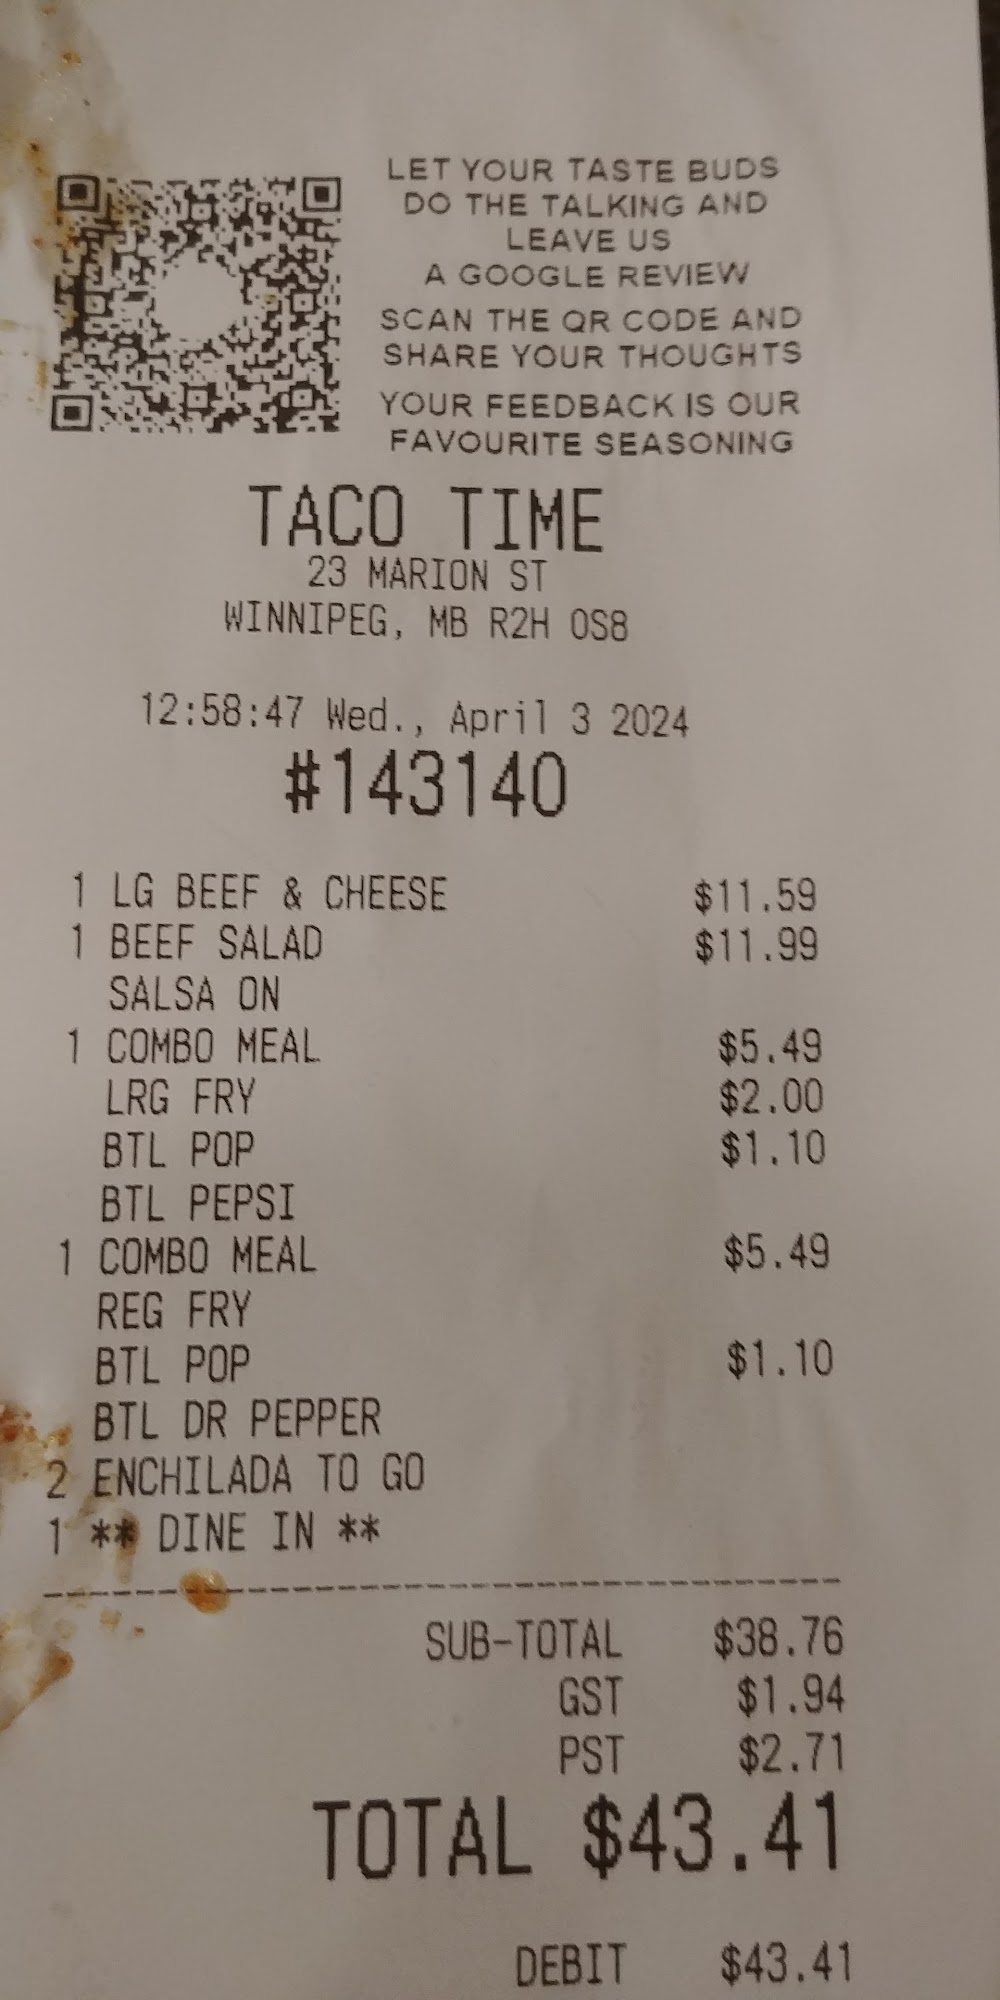 LET YOUR TASTE BUDS
DO THE TALKING AND
LEAVE US
A GOOGLE REVIEW
SCAN THE QR CODE AND
SHARE YOUR THOUGHTS
YOUR FEEDBACK IS OUR
FAVOURITE SEASONING
TACO TIME
23 MARION ST
WINNIPEG, MB R2H 0S8
12:58:47 Wed., April 3 2024
#143140
1 LG BEEF & CHEESE $11.59
1 BEEF SALAD $11.99
SALSA ON
1 COMBO MEAL $5.49
LRG FRY $2.00
BTL POP $1.10
BTL PEPSI
1 COMBO MEAL $5.49
REG FRY
BTL POP $1.10
BTL DR PEPPER
2 ENCHILADA TO GO
1 ** DINE IN **
SUB-TOTAL $38.76
GST $1.94
PST $2.71
TOTAL $43.41
DEBIT $43.41